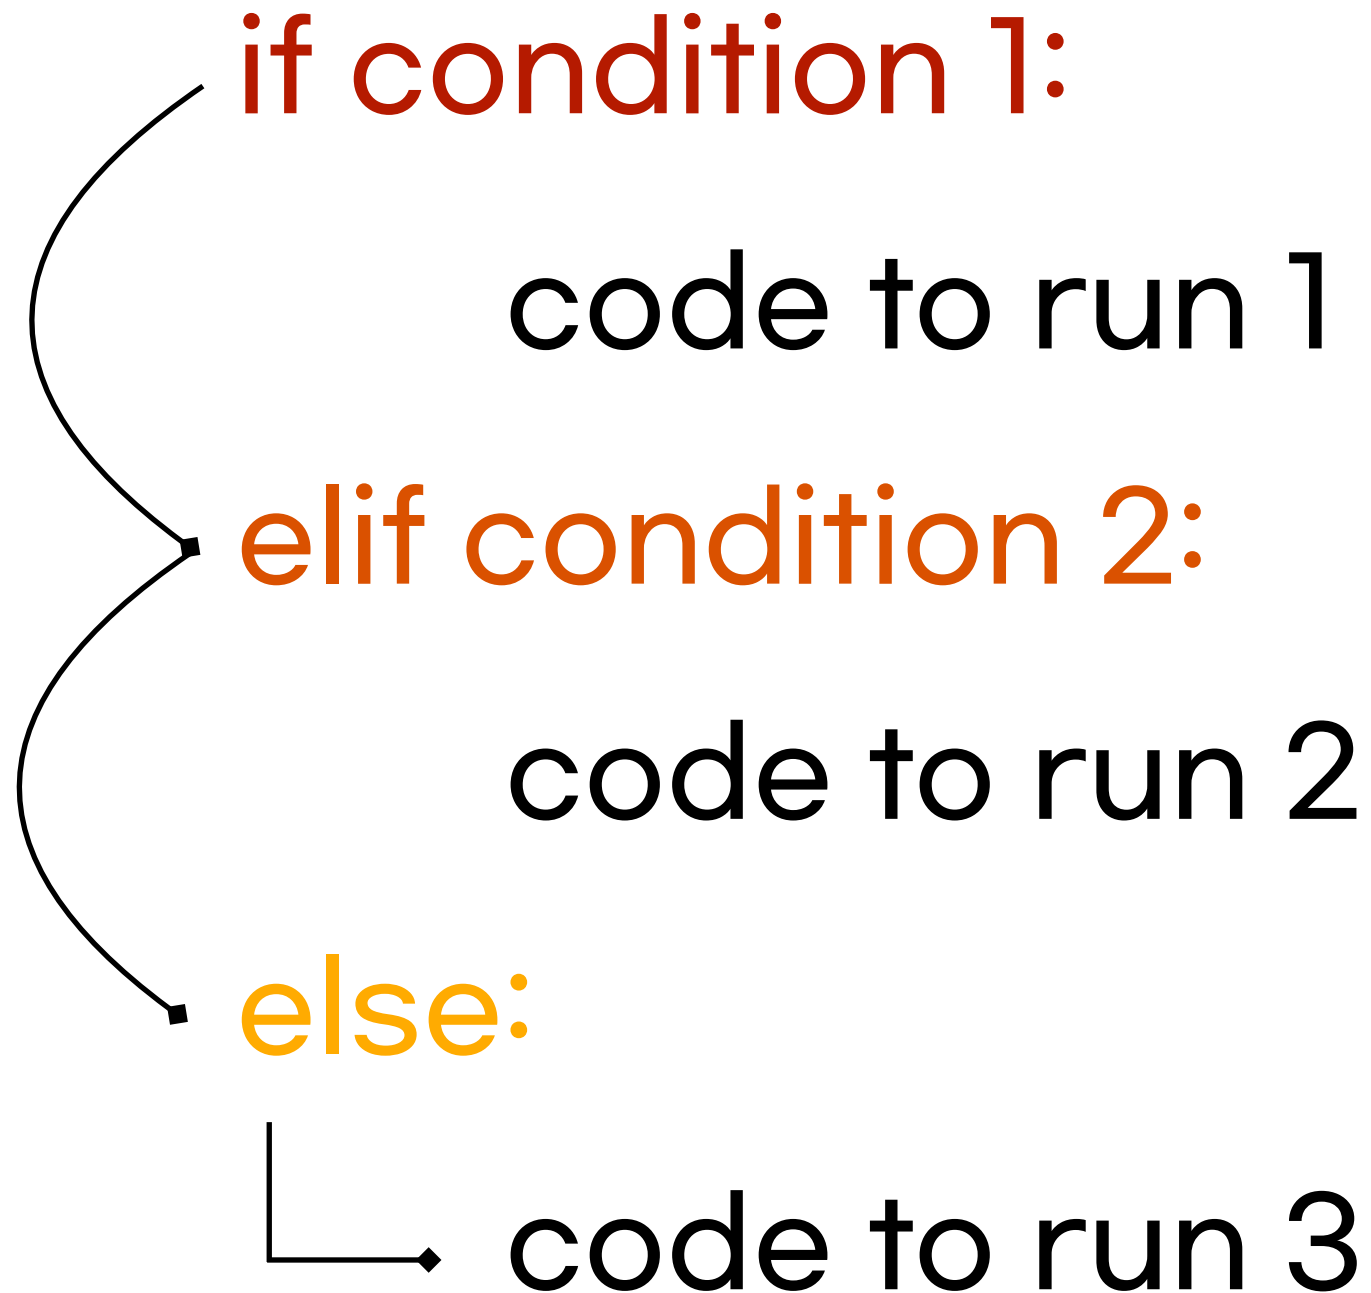 if condition 1:
code to run 1
elif condition 2:
code to run 2
else:
code to run 3